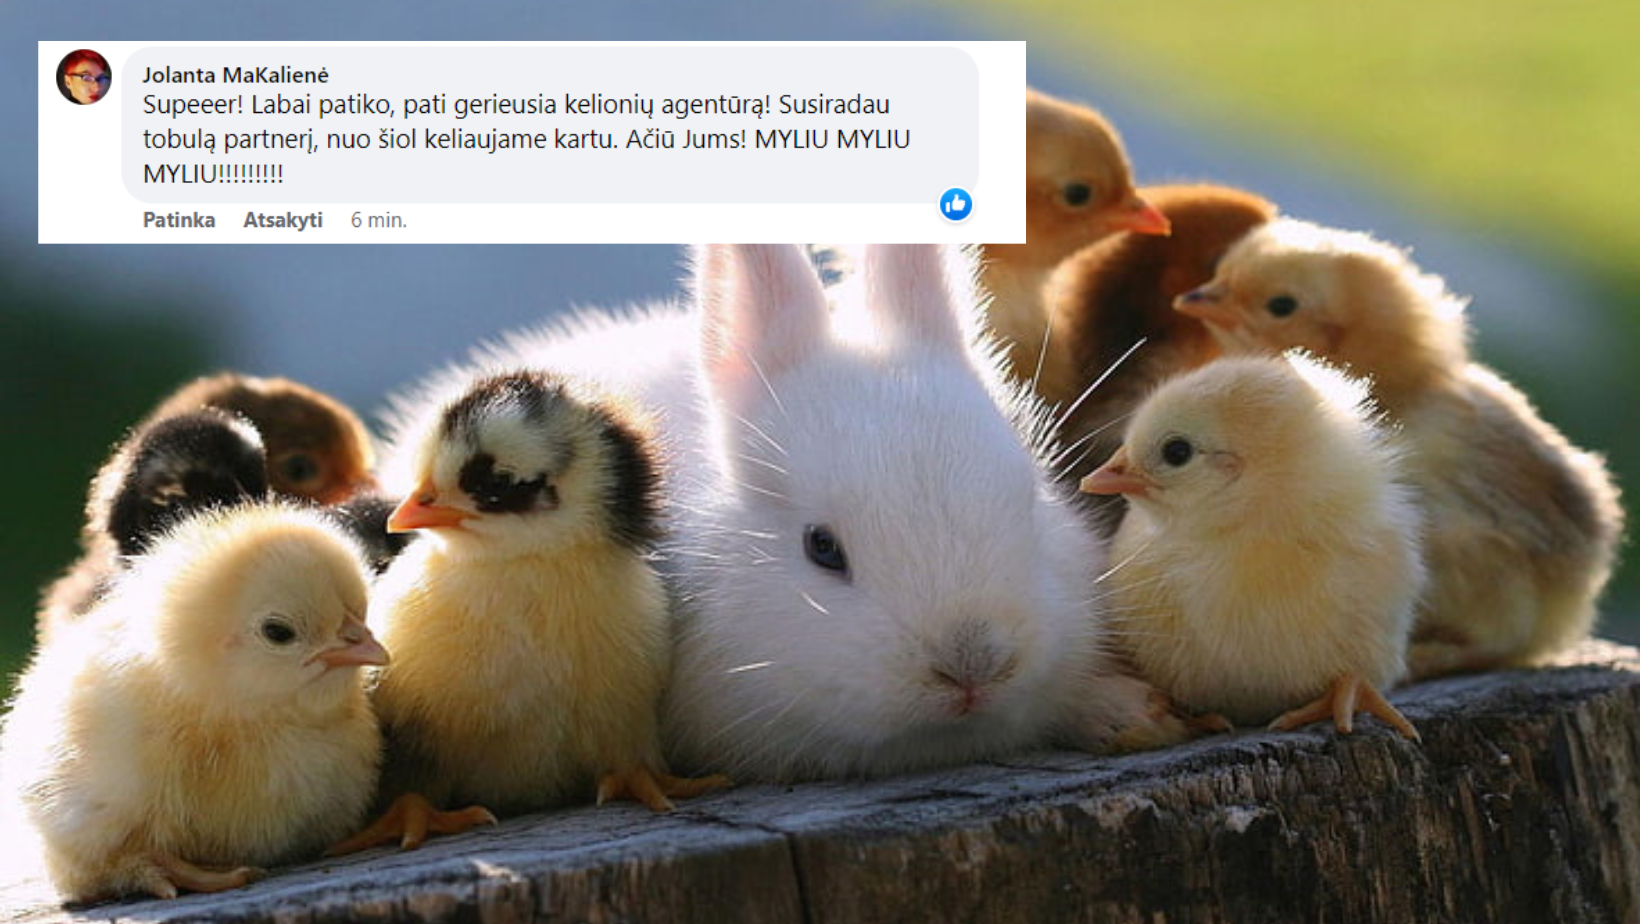 Jolanta MaKalienė
Supeeer! Labai patiko, pati gerieusia kelionių agentūrą! Susiradau
tobulą partnerį, nuo šiol keliaujame kartu. Ačiū Jums! MYLIU MYLIU
MYLIU!!!!!!!!!
Patinka Atsakyti 6 min.